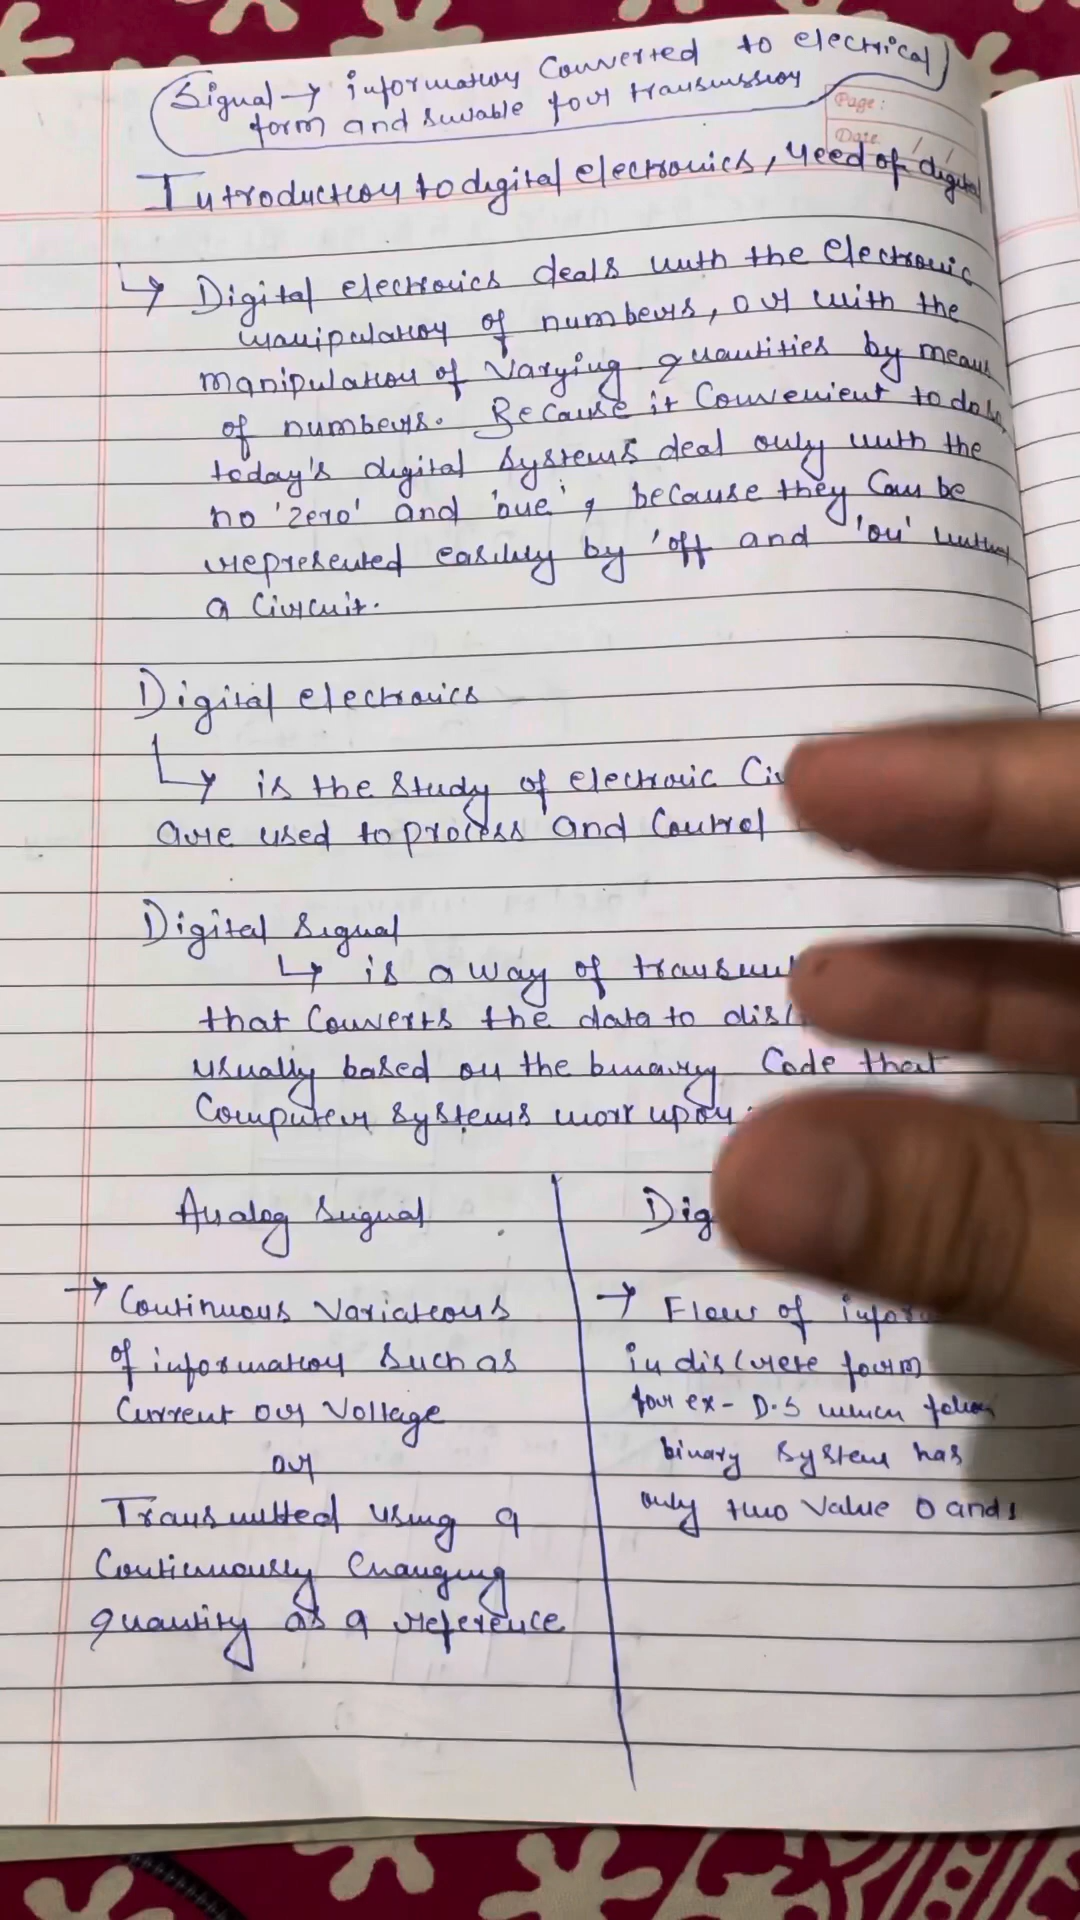 Signal → information converted to electrical
form and suitable for transmission
Page:
Date
Introduction to digital electronics, need of digital
↳ Digital electronics deals with the electronic
manipulation of numbers, or with the
manipulation of varying quantities by means
of numbers. Because it convenient to do so,
today's digital systems deal only with the
no 'zero' and 'one', because they can be
represented easily by 'off and 'on' within
a circuit.
Digital electronics
↳ is the study of electronic Ci
are used to process and control
Digital signal
↳ is a way of
that converts the data to
usually based on the binary code that
computer systems work upon.
Analog signal
Dig
→ Continuous variations
of information such as
current or voltage
or
Transmitted using a
continuously changing
quantity as a reference
→ Flow of
in discrete form
for ex- D.S which follow
binary system has
only two value 0 and 1